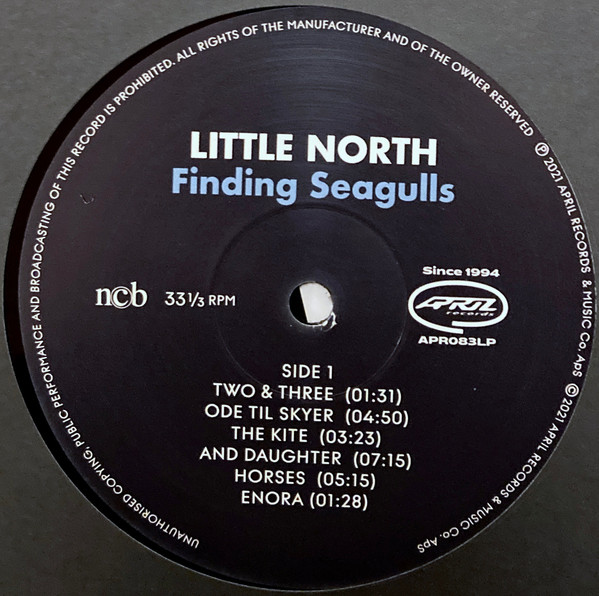 UNAUTHORISED COPYING, PUBLIC PERFORMANCE AND BROADCASTING OF THIS RECORD IS PROHIBITED. ALL RIGHTS OF THE MANUFACTURER AND OF THE OWNER RESERVED ℗ 2021 APRIL RECORDS & MUSIC Co. ApS © 2021 APRIL RECORDS & MUSIC Co. ApS
LITTLE NORTH
Finding Seagulls
ncb 33 1/3 RPM
Since 1994
APRIL
records
APR083LP
SIDE 1
TWO & THREE (01:31)
ODE TIL SKYER (04:50)
THE KITE (03:23)
AND DAUGHTER (07:15)
HORSES (05:15)
ENORA (01:28)